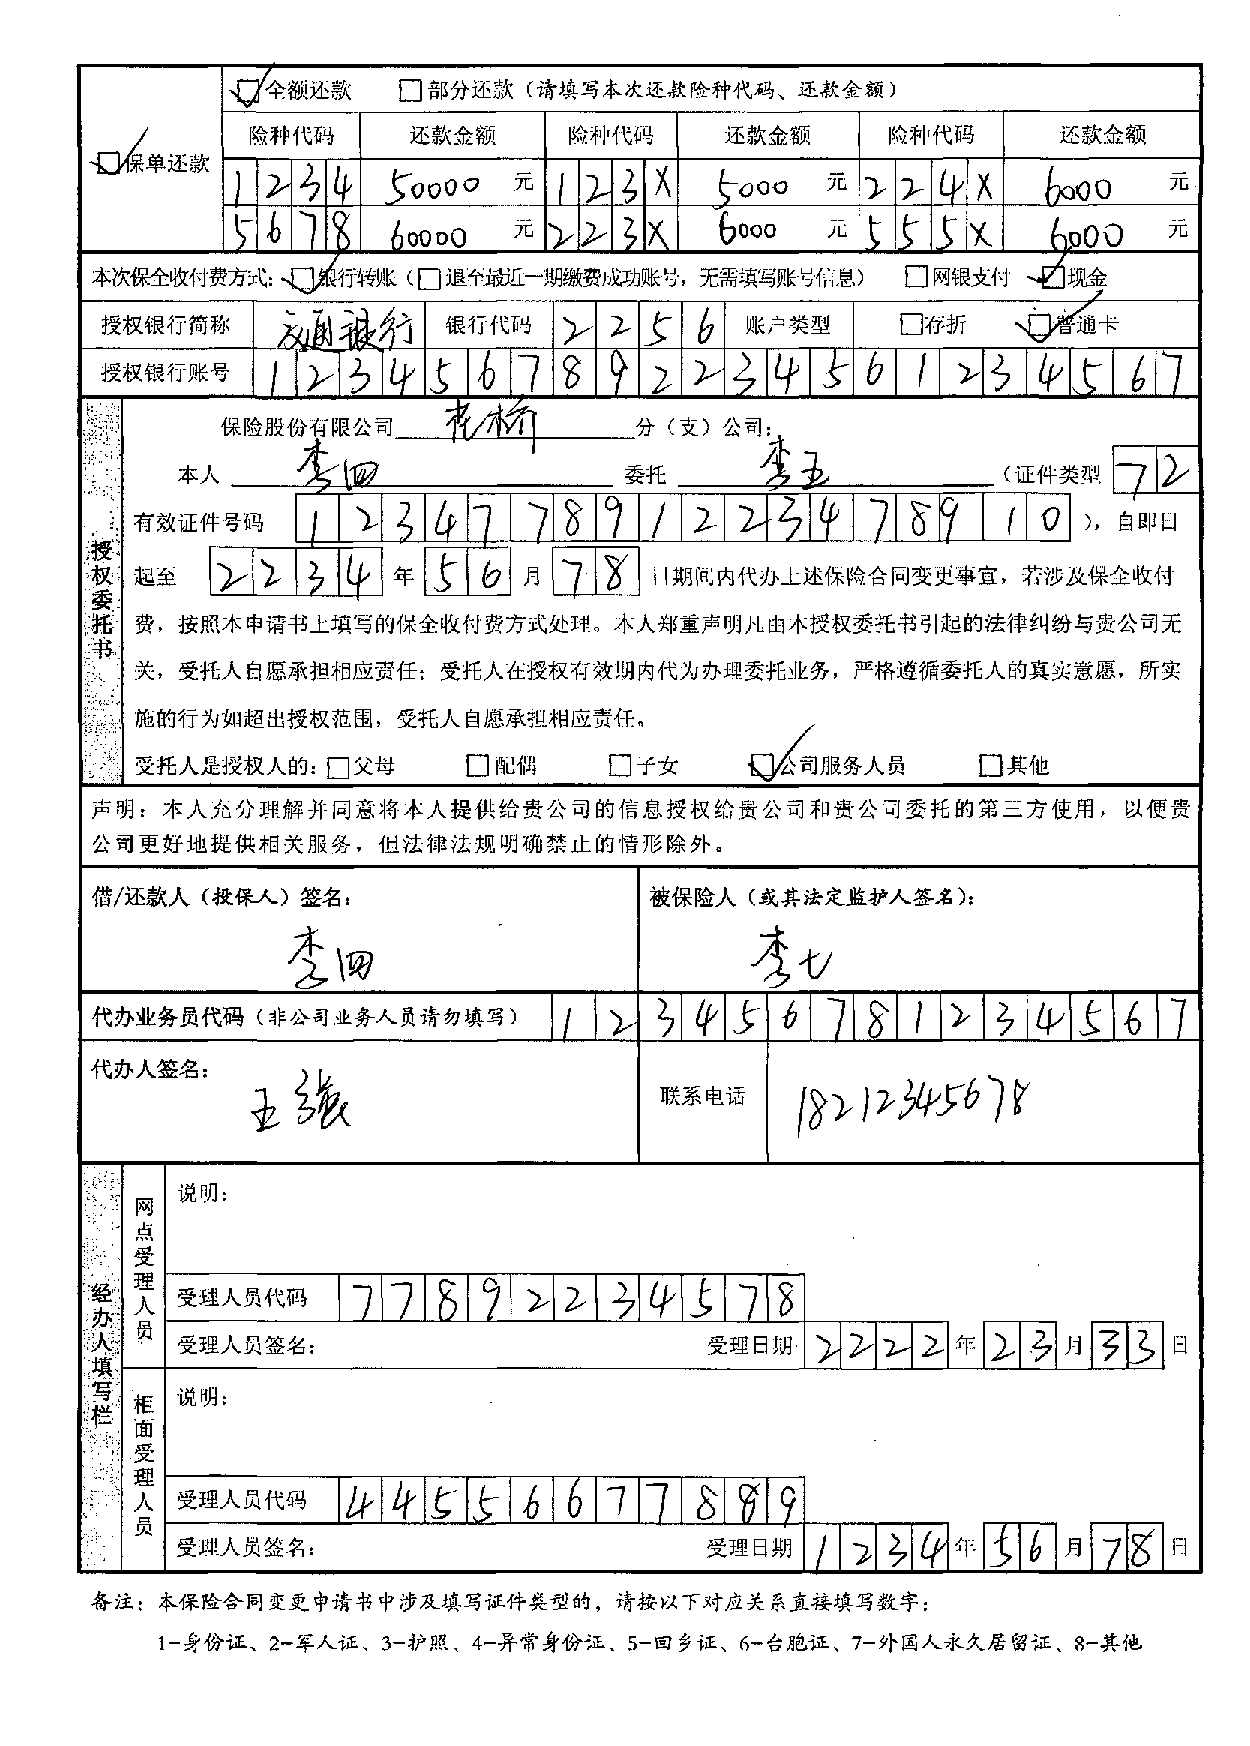 全额还款 部分还款（请填写本次还款险种代码、还款金额）
保单还款
险种代码 还款金额 险种代码 还款金额 险种代码 还款金额
1234 50000 元 123X 5000 元 224X 6000 元
5678 60000 元 223X 6000 元 555X 6000 元
本次保全收付费方式：银行转账（退至最近一期缴费成功账号，无需填写账号信息） 网银支付 现金
授权银行简称 交通银行 银行代码 2256 账户类型 存折 普通卡
授权银行账号 1234567892234561234567
授权委托书
保险股份有限公司 分（支）公司：
本人 李四 委托 李五 （证件类型 72
有效证件号码 123477891223478910 ），自即日
起至 2234 年 56 月 78 日期间内代办上述保险合同变更事宜，若涉及保全收付
费，按照本申请书上填写的保全收付费方式处理。本人郑重声明凡由本授权委托书引起的法律纠纷与贵公司无
关，受托人自愿承担相应责任；受托人在授权有效期内代为办理委托业务，严格遵循委托人的真实意愿，所实
施的行为如超出授权范围，受托人自愿承担相应责任。
受托人是授权人的：父母 配偶 子女 公司服务人员 其他
声明：本人充分理解并同意将本人提供给贵公司的信息授权给贵公司和贵公司委托的第三方使用，以便贵
公司更好地提供相关服务，但法律法规明确禁止的情形除外。
借/还款人（投保人）签名： 被保险人（或其法定监护人签名）：
李四 李七
代办业务员代码（非公司业务人员请勿填写） 123456781234567
代办人签名： 王强 联系电话 18212345678
经办人填写栏
网点受理人员
说明：
受理人员代码 77892234578
受理人员签名： 受理日期 2222 年 23 月 33 日
柜面受理人员
说明：
受理人员代码 44556677889
受理人员签名： 受理日期 1234 年 56 月 78 日
备注：本保险合同变更申请书中涉及填写证件类型的，请按以下对应关系直接填写数字：
1-身份证、2-军人证、3-护照、4-异常身份证、5-回乡证、6-台胞证、7-外国人永久居留证、8-其他